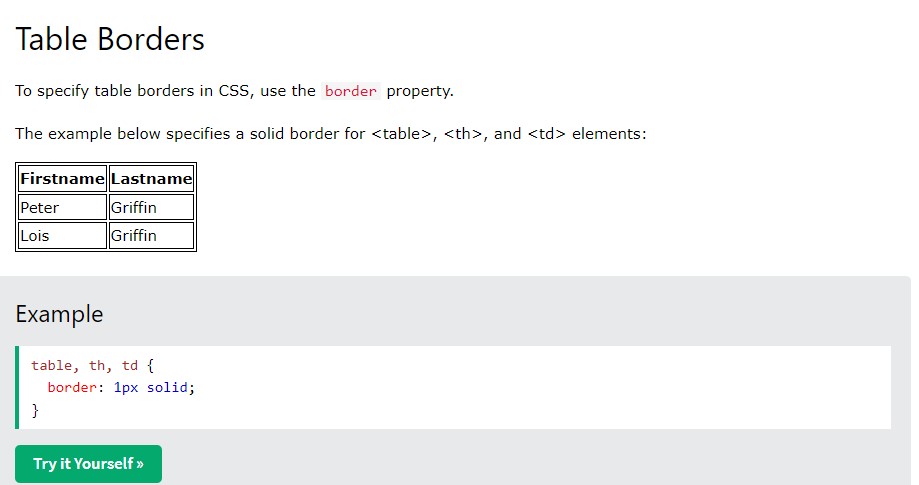 Table Borders
To specify table borders in CSS, use the border property.
The example below specifies a solid border for <table>, <th>, and <td> elements:
Firstname Lastname
Peter Griffin
Lois Griffin
Example
table, th, td {
  border: 1px solid;
}
Try it Yourself »